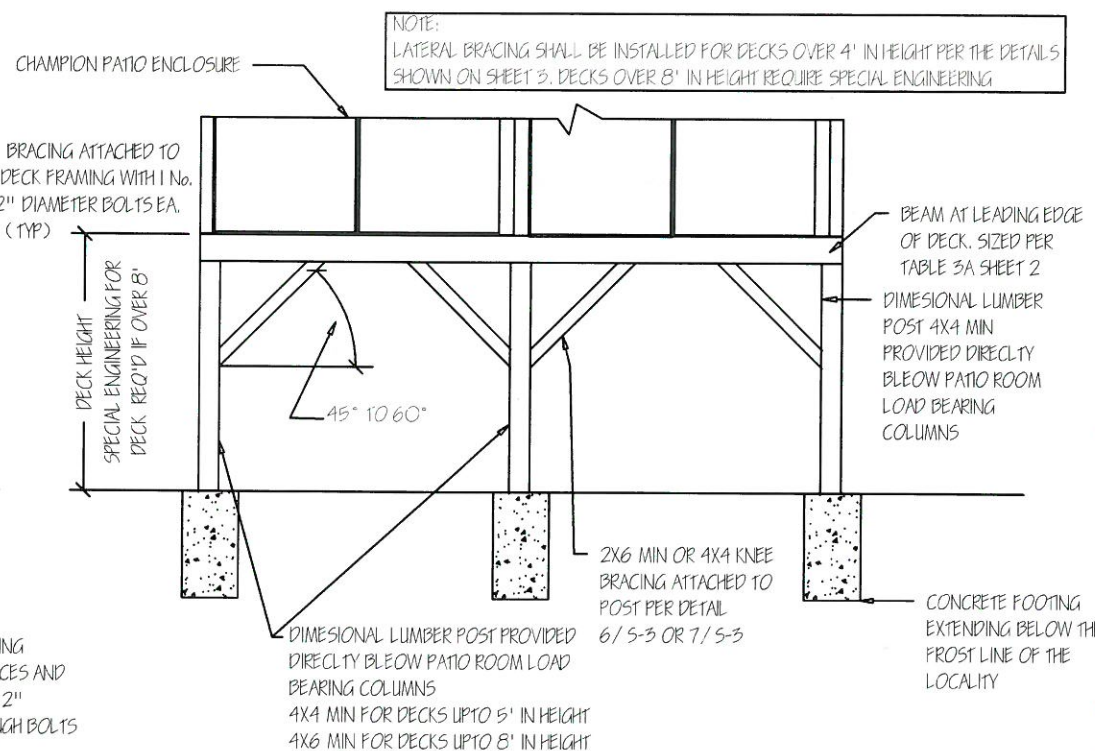 NOTE:
LATERAL BRACING SHALL BE INSTALLED FOR DECKS OVER 4' IN HEIGHT PER THE DETAILS
SHOWN ON SHEET 3. DECKS OVER 8' IN HEIGHT REQUIRE SPECIAL ENGINEERING
CHAMPION PATIO ENCLOSURE
BRACING ATTACHED TO
DECK FRAMING WITH 1 No.
2" DIAMETER BOLTS EA.
(TYP)
DECK HEIGHT
SPECIAL ENGINEERING FOR
DECK REQ'D IF OVER 8'
45° TO 60°
BEAM AT LEADING EDGE
OF DECK. SIZED PER
TABLE 3A SHEET 2
DIMESIONAL LUMBER
POST 4X4 MIN
PROVIDED DIRECLTY
BLEOW PATIO ROOM
LOAD BEARING
COLUMNS
2X6 MIN OR 4X4 KNEE
BRACING ATTACHED TO
POST PER DETAIL
6/S-3 OR 7/S-3
CONCRETE FOOTING
EXTENDING BELOW THE
FROST LINE OF THE
LOCALITY
DIMESIONAL LUMBER POST PROVIDED
DIRECLTY BLEOW PATIO ROOM LOAD
BEARING COLUMNS
4X4 MIN FOR DECKS UPTO 5' IN HEIGHT
4X6 MIN FOR DECKS UPTO 8' IN HEIGHT
ING
CES AND
2"
GH BOLTS